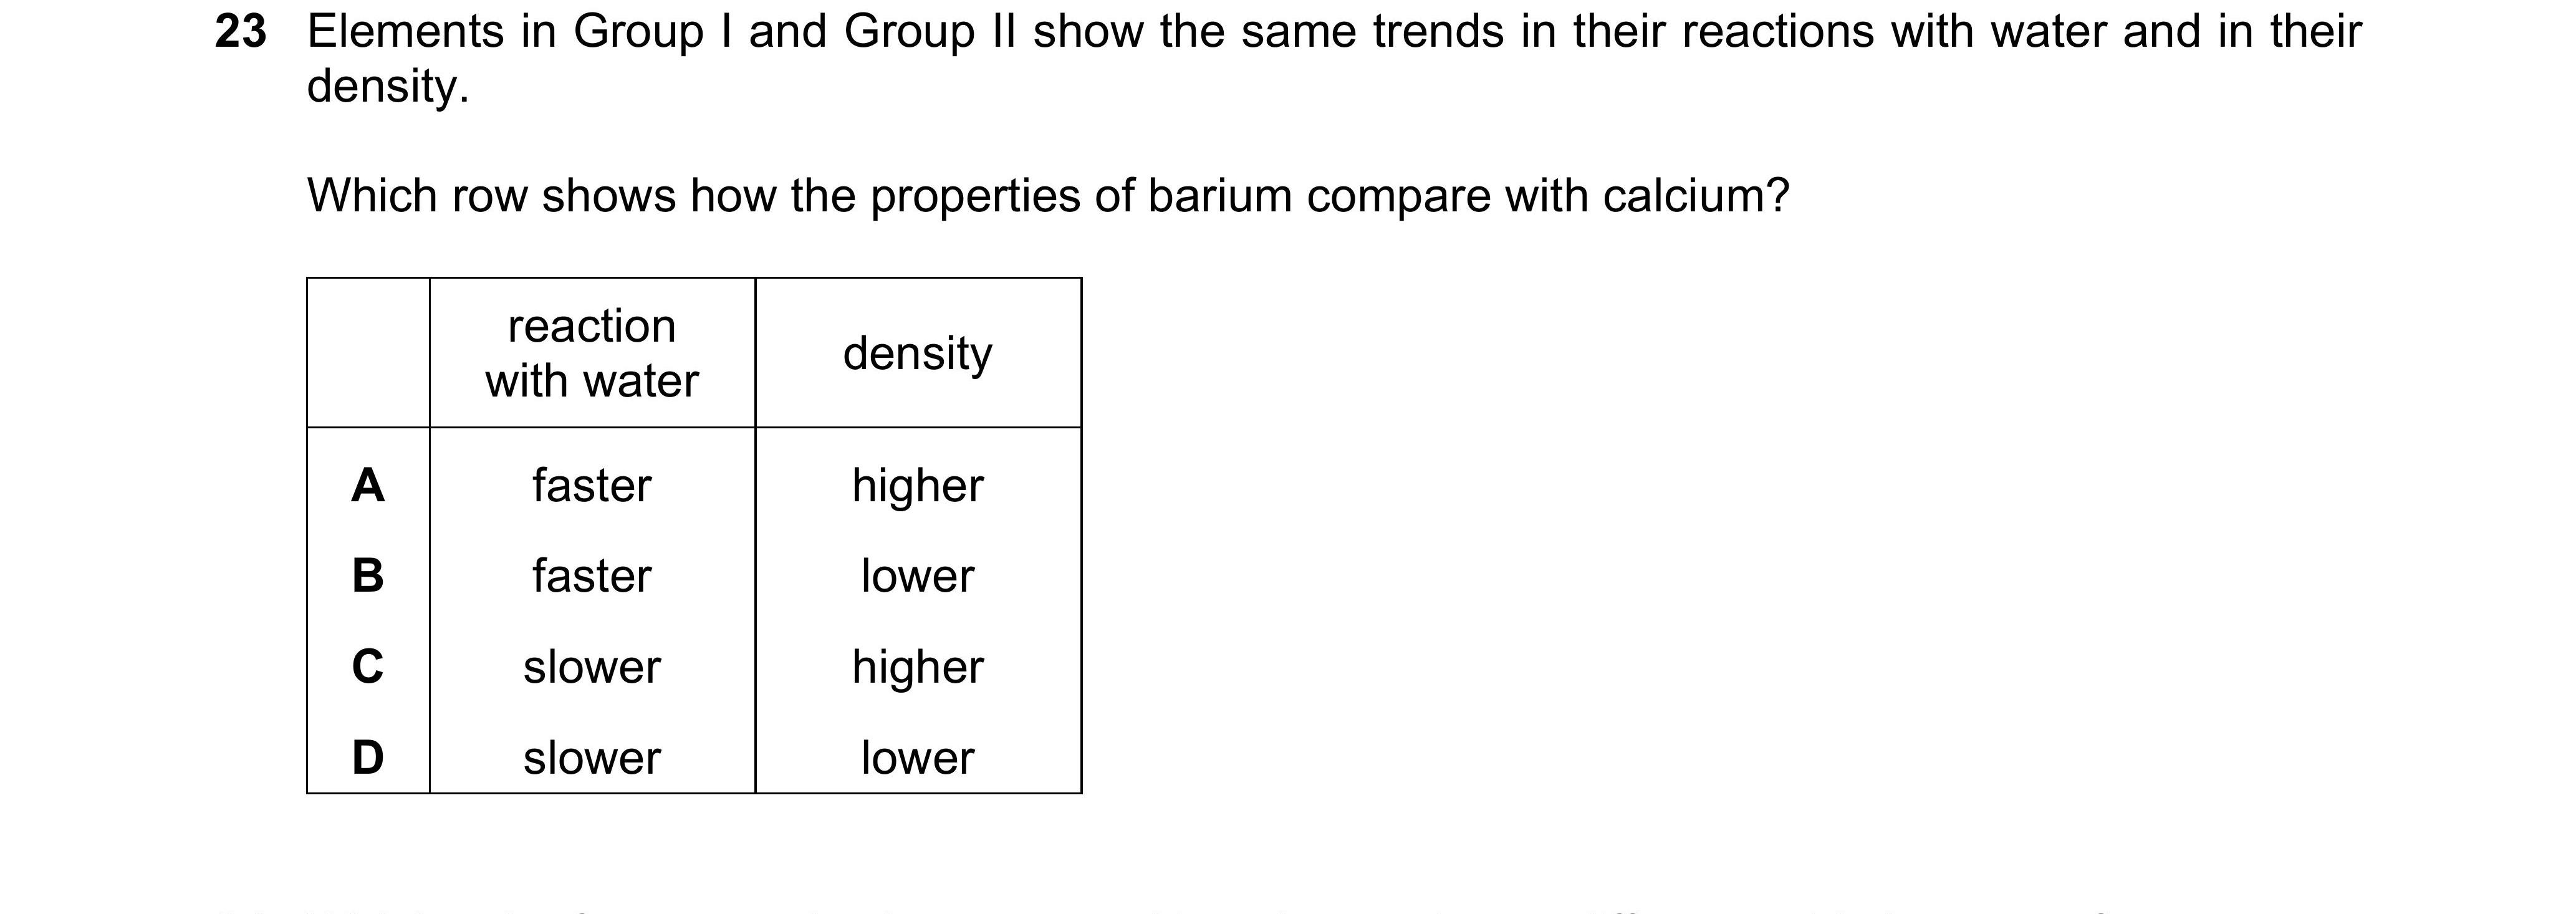 23 Elements in Group I and Group II show the same trends in their reactions with water and in their
density.
Which row shows how the properties of barium compare with calcium?
reaction
with water
density
A faster higher
B faster lower
C slower higher
D slower lower